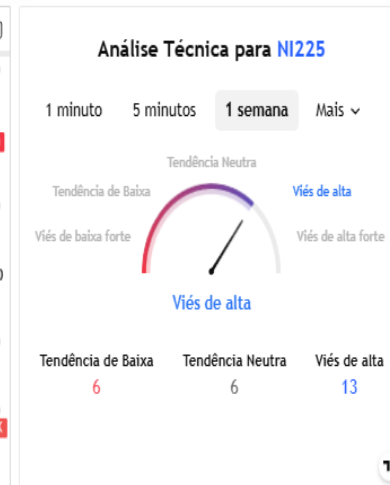 Análise Técnica para NI225
1 minuto 5 minutos 1 semana Mais
Tendência Neutra
Tendência de Baixa Viés de alta
Viés de baixa forte Viés de alta forte
Viés de alta
Tendência de Baixa Tendência Neutra Viés de alta
6 6 13